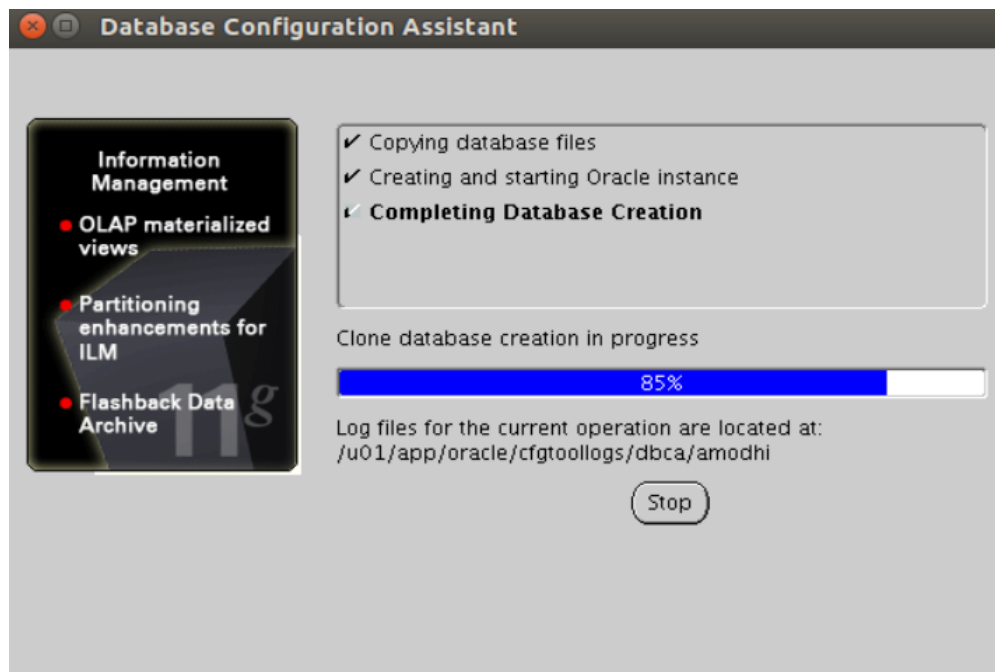 Database Configuration Assistant
Information
Management
OLAP materialized
views
Partitioning
enhancements for
ILM
Flashback Data
Archive
11g
Copying database files
Creating and starting Oracle instance
Completing Database Creation
Clone database creation in progress
85%
Log files for the current operation are located at:
/u01/app/oracle/cfgtoollogs/dbca/amodhi
Stop